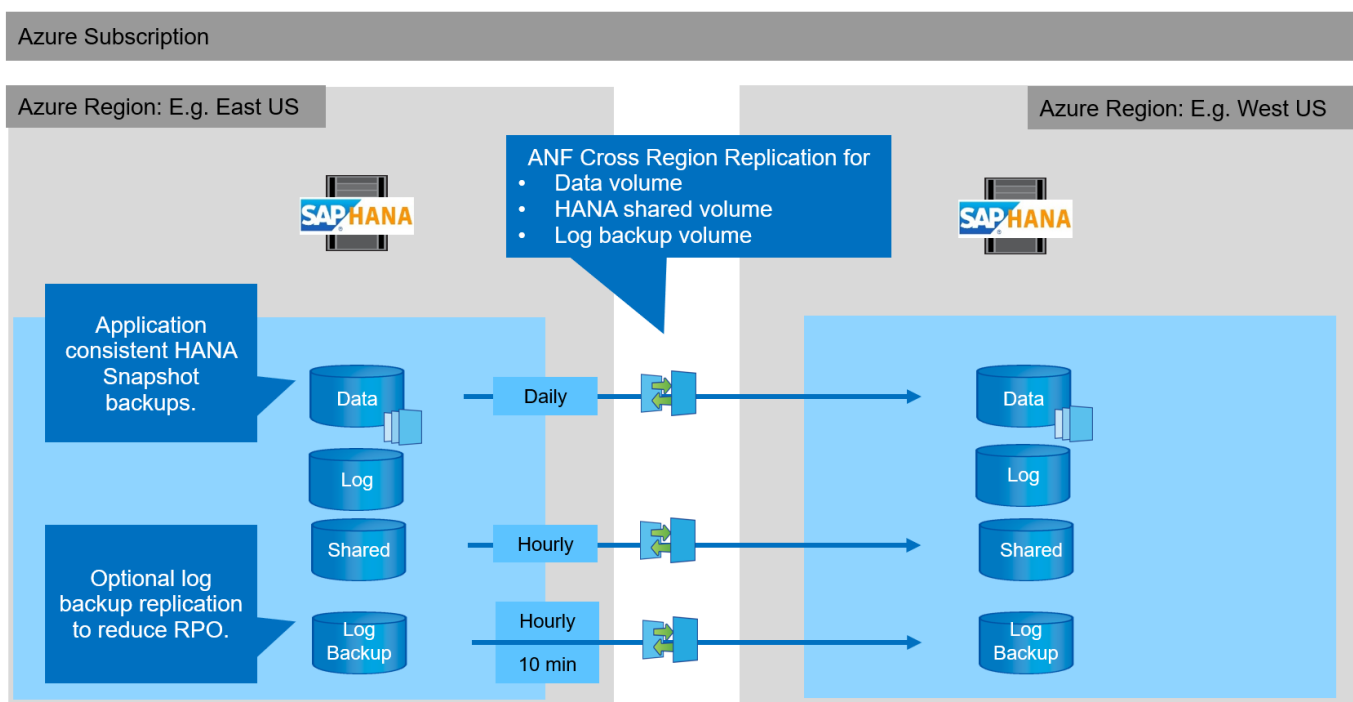 Azure Subscription
Azure Region: E.g. East US
Azure Region: E.g. West US
ANF Cross Region Replication for
• Data volume
• HANA shared volume
• Log backup volume
SAP HANA
SAP HANA
Application
consistent HANA
Snapshot
backups.
Data
Daily
Data
Log
Log
Shared
Hourly
Shared
Optional log
backup replication
to reduce RPO.
Log
Backup
Hourly
10 min
Log
Backup